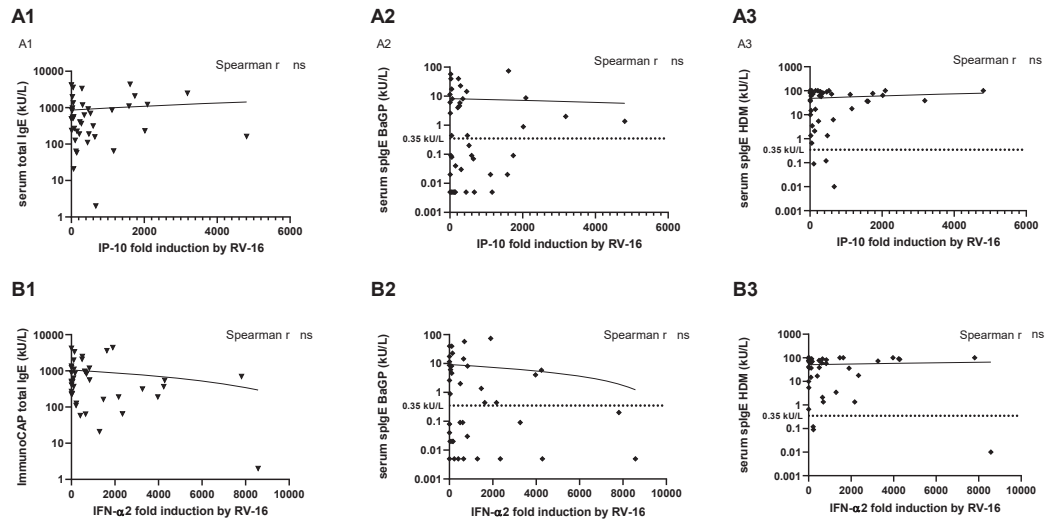 A1
A1
Spearman r ns
serum total IgE (kU/L)
10000
1000
100
10
1
0 2000 4000 6000
IP-10 fold induction by RV-16
A2
A2
Spearman r ns
serum spIgE BaGP (kU/L)
100
10
1
0.35 kU/L
0.1
0.01
0.001
0 2000 4000 6000
IP-10 fold induction by RV-16
A3
A3
Spearman r ns
serum spIgE HDM (kU/L)
1000
100
10
1
0.35 kU/L
0.1
0.01
0.001
0 2000 4000 6000
IP-10 fold induction by RV-16
B1
Spearman r ns
ImmunoCAP total IgE (kU/L)
10000
1000
100
10
1
0 2000 4000 6000 8000 10000
IFN-α2 fold induction by RV-16
B2
Spearman r ns
serum spIgE BaGP (kU/L)
100
10
1
0.35 kU/L
0.1
0.01
0.001
0 2000 4000 6000 8000 10000
IFN-α2 fold induction by RV-16
B3
Spearman r ns
serum spIgE HDM (kU/L)
1000
100
10
1
0.35 kU/L
0.1
0.01
0.001
0 2000 4000 6000 8000 10000
IFN-α2 fold induction by RV-16